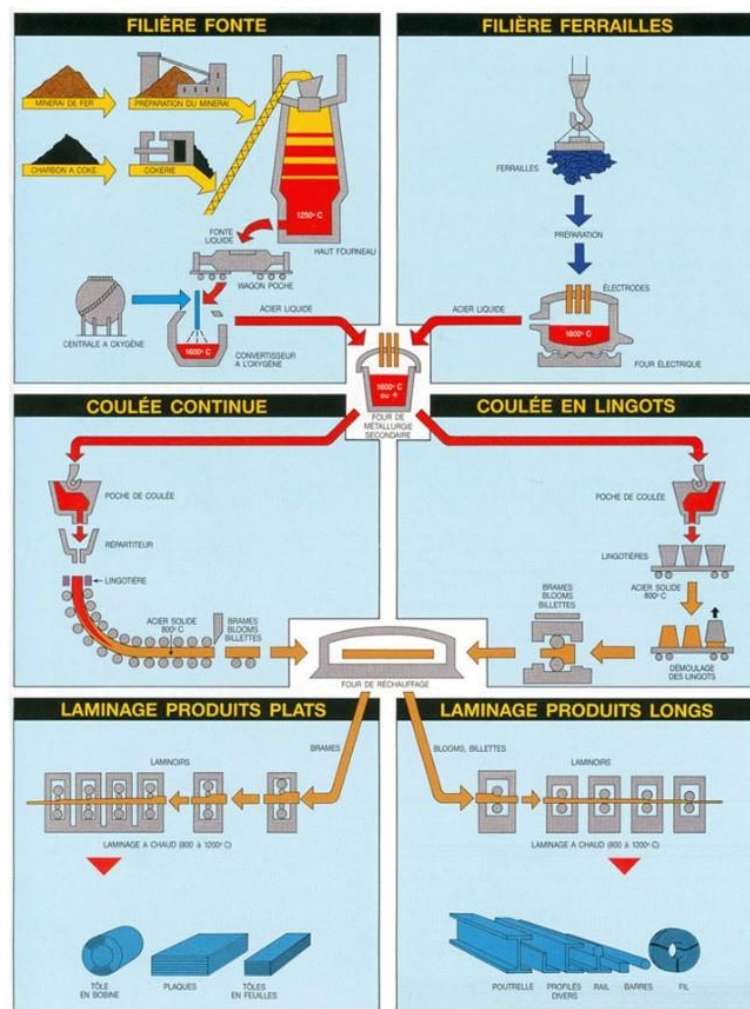 FILIÈRE FONTE
MINERAI DE FER
PRÉPARATION DU MINERAI
CHARBON A COKE
COKERIE
1250° C
FONTE
LIQUIDE
HAUT FOURNEAU
WAGON POCHE
CENTRALE A OXYGÈNE
1600° C
CONVERTISSEUR
A L'OXYGÈNE
ACIER LIQUIDE
FILIÈRE FERRAILLES
FERRAILLES
PRÉPARATION
ÉLECTRODES
ACIER LIQUIDE
1600° C
FOUR ÉLECTRIQUE
1600° C
ou +
FOUR DE
MÉTALLURGIE
SECONDAIRE
COULÉE CONTINUE
POCHE DE COULÉE
RÉPARTITEUR
LINGOTIÈRE
ACIER SOLIDE
800° C
BRAMES
BLOOMS
BILLETTES
COULÉE EN LINGOTS
POCHE DE COULÉE
LINGOTIÈRES
ACIER SOLIDE
800° C
BRAMES
BLOOMS
BILLETTES
DÉMOULAGE
DES LINGOTS
FOUR DE RÉCHAUFFAGE
LAMINAGE PRODUITS PLATS
BRAMES
LAMINOIRS
LAMINAGE A CHAUD (800 à 1200° C)
TÔLE
EN BOBINE
PLAQUES
TÔLES
EN FEUILLES
LAMINAGE PRODUITS LONGS
BLOOMS, BILLETTES
LAMINOIRS
LAMINAGE A CHAUD (800 à 1200° C)
POUTRELLE
PROFILÉS
DIVERS
RAIL
BARRES
FIL